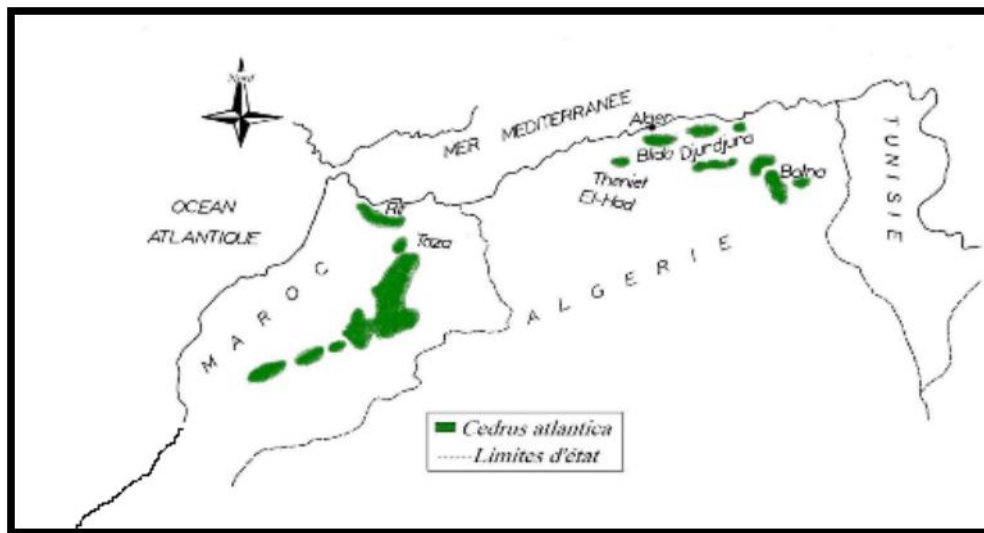 Nord
MER MEDITERRANÉE
OCEAN
ATLANTIQUE
MAROC
Rif
Taza
Alger
Blida
Djurdjura
Theniet
El-Had
Batna
ALGERIE
TUNISIE
Cedrus atlantica
Limites d'état